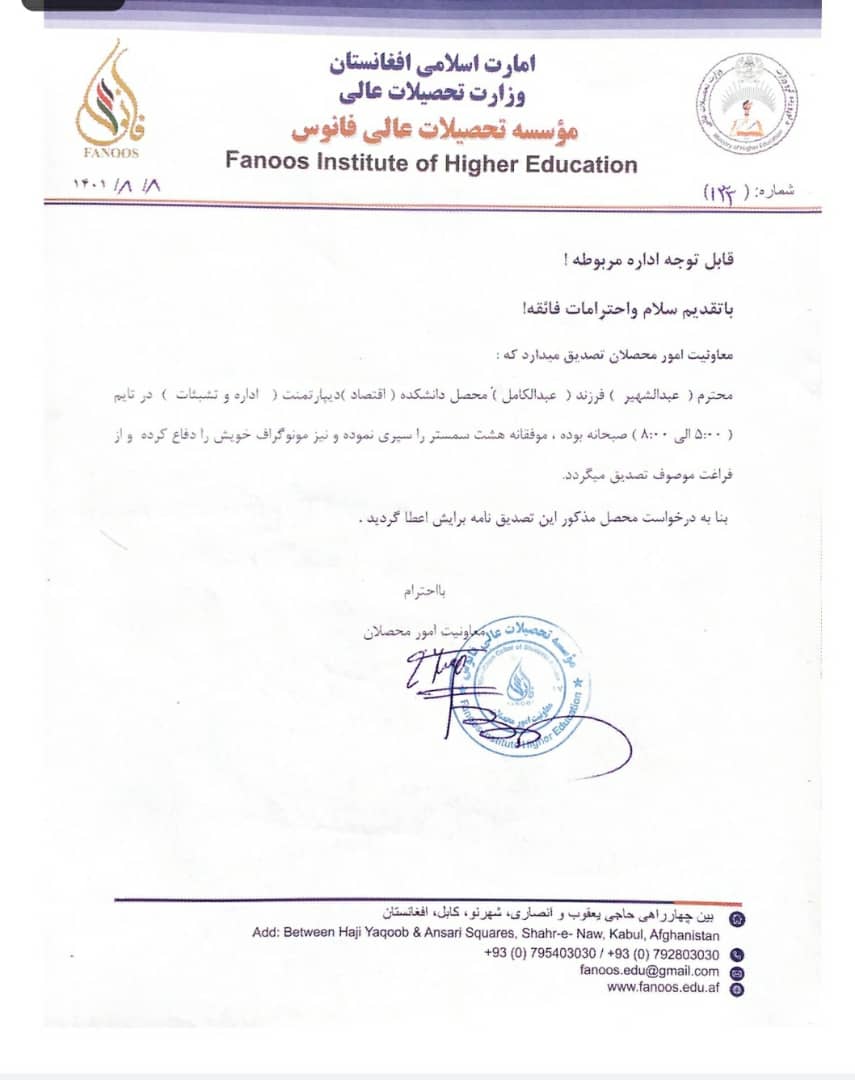 امارت اسلامی افغانستان
وزارت تحصیلات عالی
مؤسسه تحصیلات عالی فانوس
Fanoos Institute of Higher Education
فانوس
FANOOS
Ministry of Higher Education
۱۴۰۱ /۸ /۸
شماره: ( ۱۲۲)
قابل توجه اداره مربوطه !
باتقدیم سلام واحترامات فائقه!
معاونیت امور محصلان تصدیق میدارد که :
محترم ( عبدالشهیر ) فرزند ( عبدالکامل ) محصل دانشکده ( اقتصاد )دیپارتمنت ( اداره و تشبثات ) در تایم
( ۵:۰۰ الی ۸:۰۰ ) صبحانه بوده ، موفقانه هشت سمستر را سپری نموده و نیز مونوگراف خویش را دفاع کرده و از
فراغت موصوف تصدیق میگردد.
بنا به درخواست محصل مذکور این تصدیق نامه برایش اعطا گردید .
بااحترام
معاونیت امور محصلان
مؤسسه تحصیلات عالی فانوس
معاونیت امور محصلان
Fanoos Institute Higher Education
بین چهارراهی حاجی یعقوب و انصاری، شهرنو، کابل، افغانستان
Add: Between Haji Yaqoob & Ansari Squares, Shahr-e- Naw, Kabul, Afghanistan
+93 (0) 795403030 / +93 (0) 792803030
fanoos.edu@gmail.com
www.fanoos.edu.af